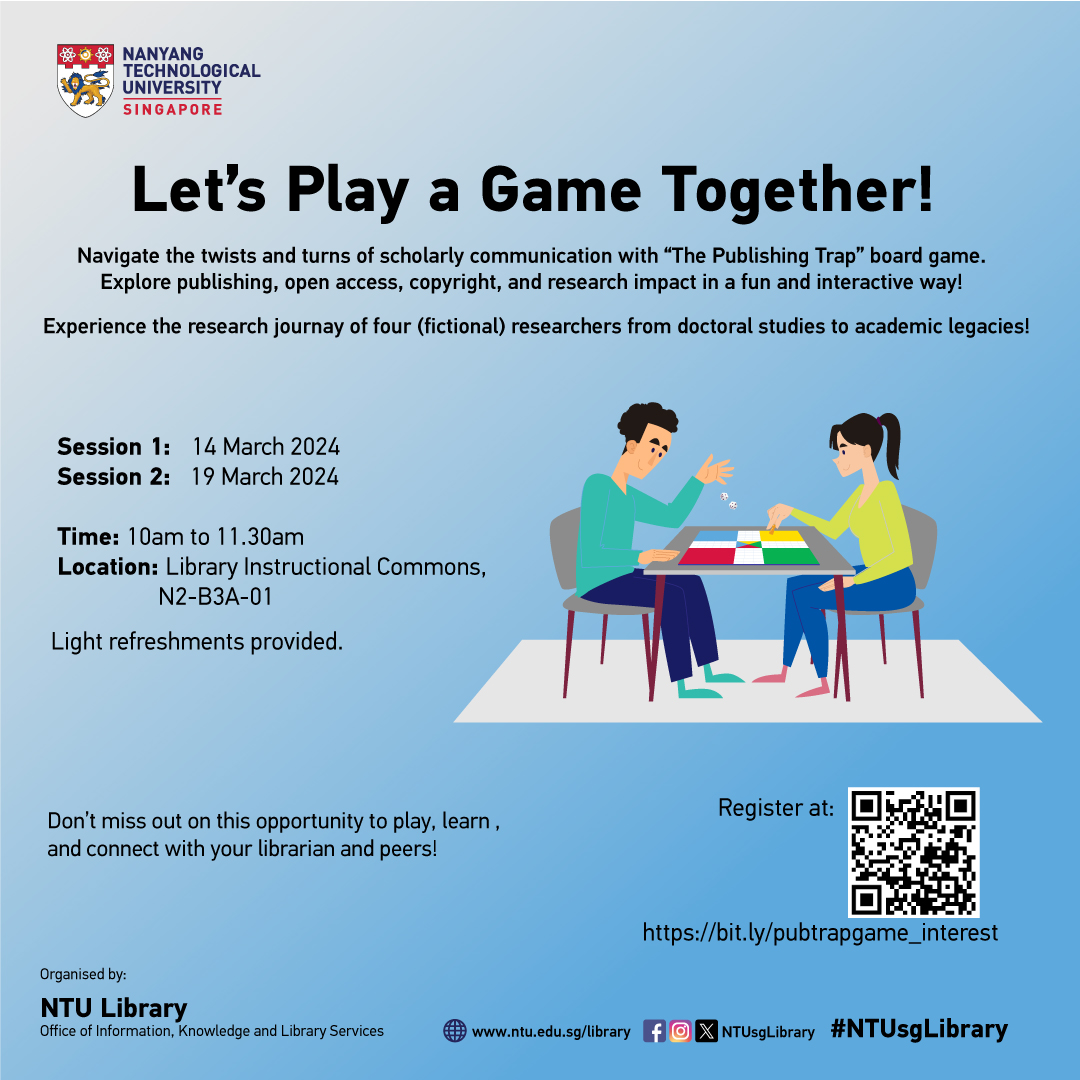 NANYANG
TECHNOLOGICAL
UNIVERSITY
SINGAPORE
Let’s Play a Game Together!
Navigate the twists and turns of scholarly communication with “The Publishing Trap” board game.
Explore publishing, open access, copyright, and research impact in a fun and interactive way!
Experience the research journay of four (fictional) researchers from doctoral studies to academic legacies!
Session 1: 14 March 2024
Session 2: 19 March 2024
Time: 10am to 11.30am
Location: Library Instructional Commons,
N2-B3A-01
Light refreshments provided.
Don’t miss out on this opportunity to play, learn ,
and connect with your librarian and peers!
Register at:
https://bit.ly/pubtrapgame_interest
Organised by:
NTU Library
Office of Information, Knowledge and Library Services
www.ntu.edu.sg/library NTUsgLibrary #NTUsgLibrary